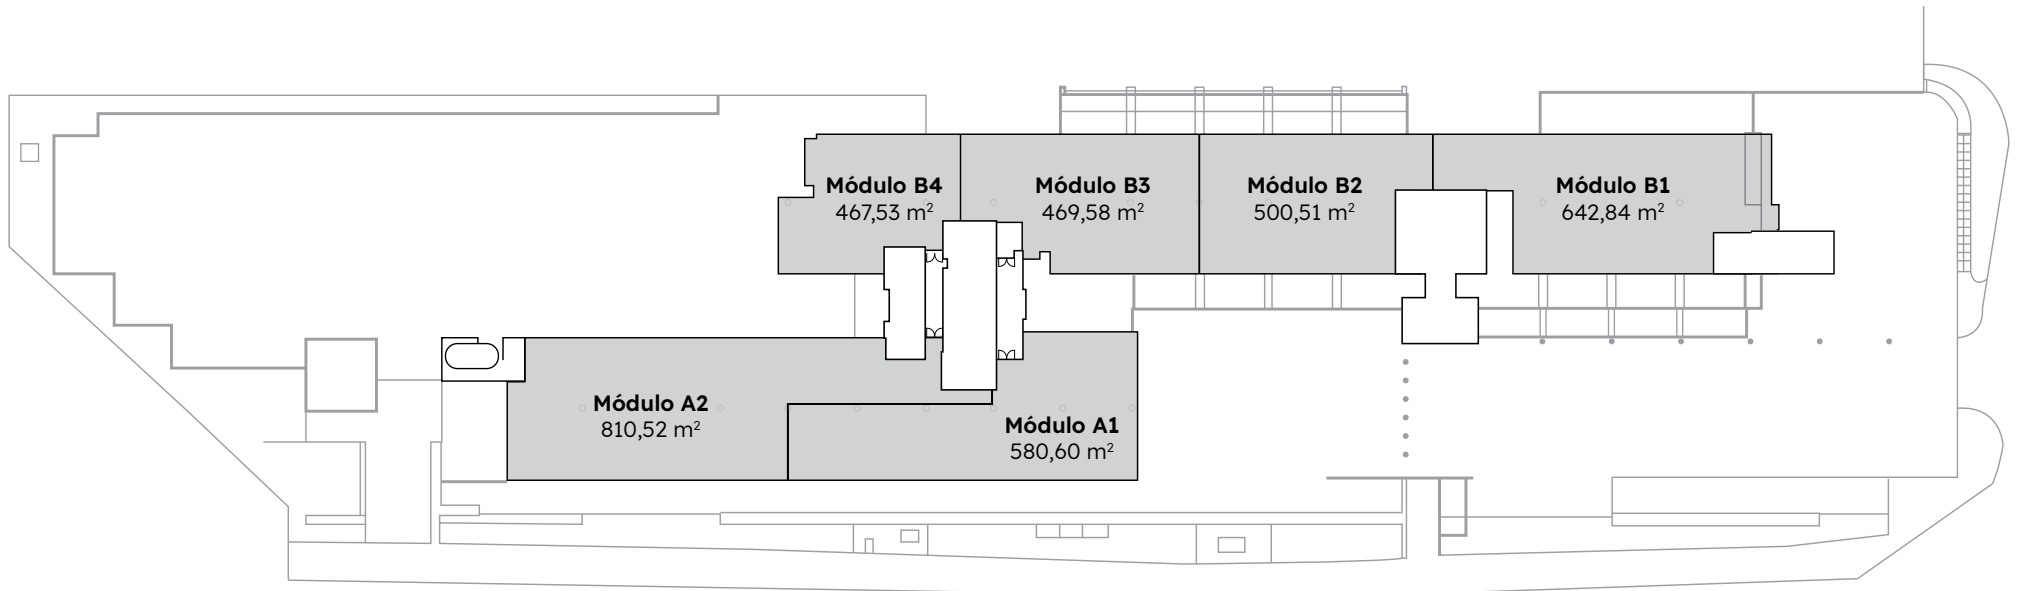 Módulo B4
467,53 m²
Módulo B3
469,58 m²
Módulo B2
500,51 m²
Módulo B1
642,84 m²
Módulo A2
810,52 m²
Módulo A1
580,60 m²